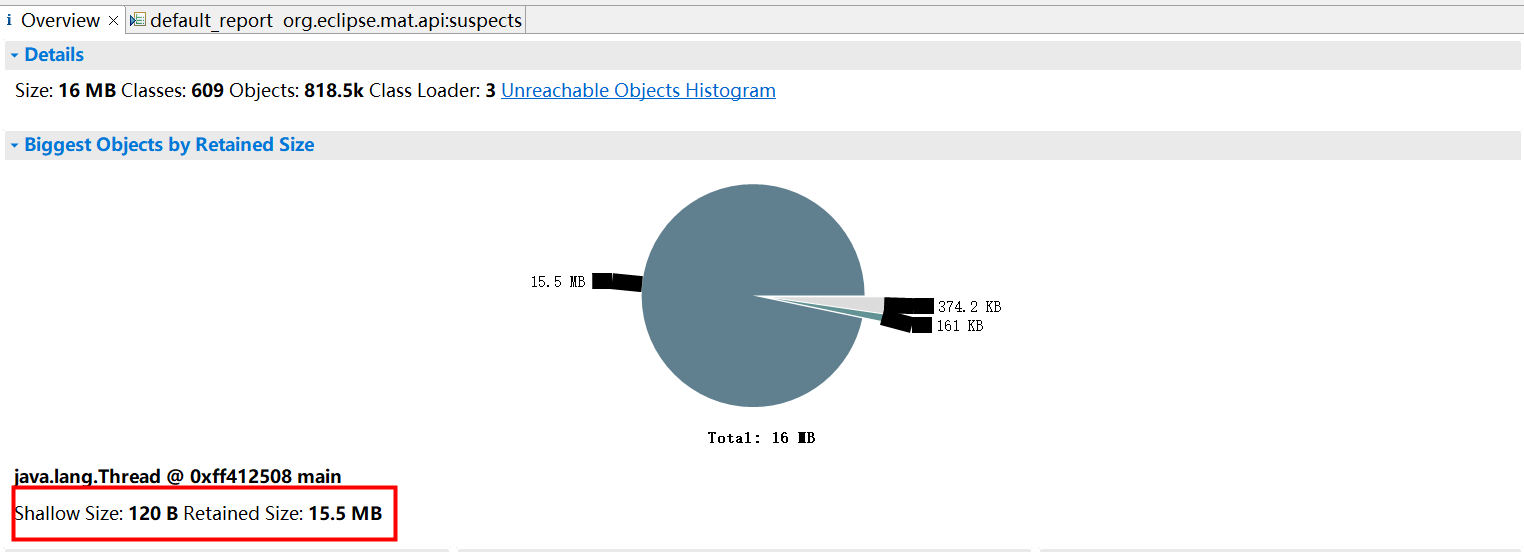 Overview
default_report org.eclipse.mat.api:suspects
Details
Size: 16 MB Classes: 609 Objects: 818.5k Class Loader: 3 Unreachable Objects Histogram
Biggest Objects by Retained Size
15.5 MB
374.2 KB
161 KB
Total: 16 MB
java.lang.Thread @ 0xff412508 main
Shallow Size: 120 B Retained Size: 15.5 MB